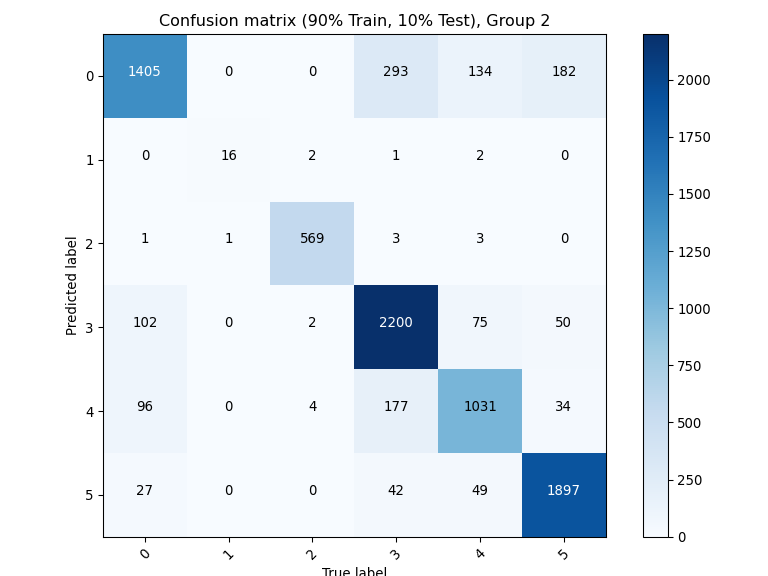 Confusion matrix (90% Train, 10% Test), Group 2
0 1405 0 0 293 134 182
1 0 16 2 1 2 0
2 1 1 569 3 3 0
3 102 0 2 2200 75 50
4 96 0 4 177 1031 34
5 27 0 0 42 49 1897
0 1 2 3 4 5
True label
Predicted label
2000
1750
1500
1250
1000
750
500
250
0